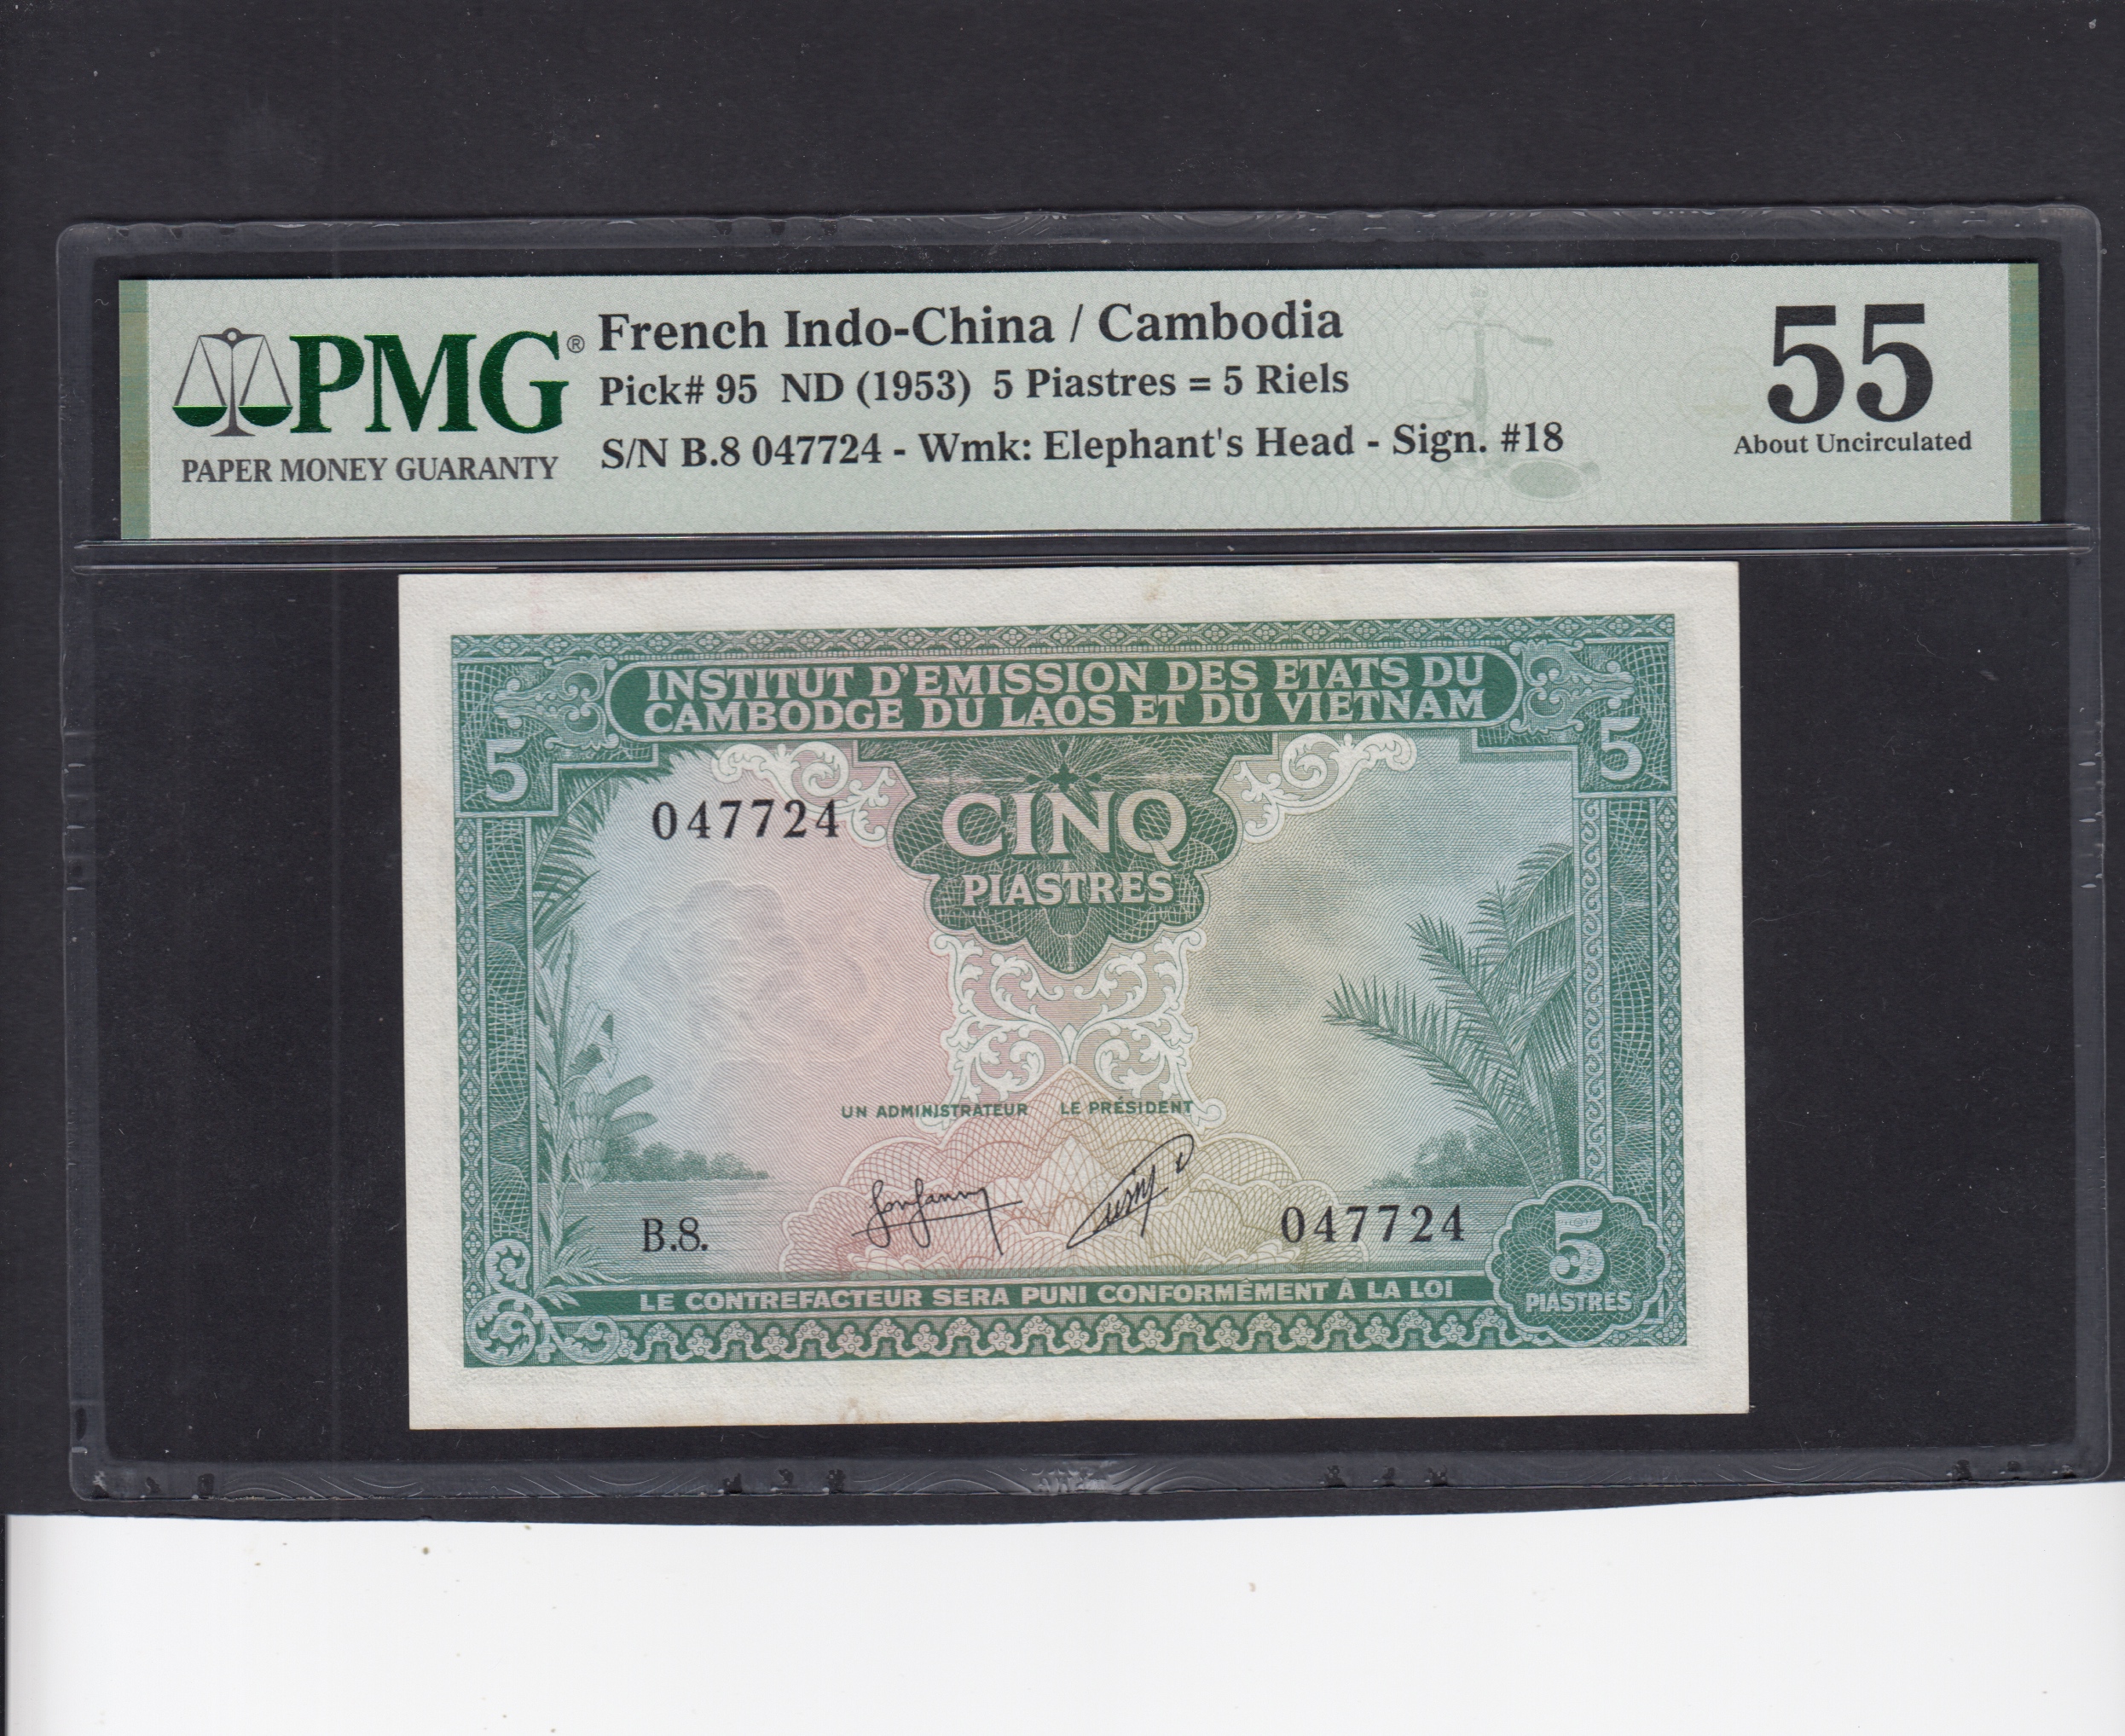 PMG®
PAPER MONEY GUARANTY
French Indo-China / Cambodia
Pick# 95 ND (1953) 5 Piastres = 5 Riels
S/N B.8 047724 - Wmk: Elephant's Head - Sign. #18
55
About Uncirculated
INSTITUT D'EMISSION DES ETATS DU
CAMBODGE DU LAOS ET DU VIETNAM
5
5
047724
CINQ
PIASTRES
UN ADMINISTRATEUR LE PRÉSIDENT
B.8.
047724
5
PIASTRES
LE CONTREFACTEUR SERA PUNI CONFORMÉMENT À LA LOI